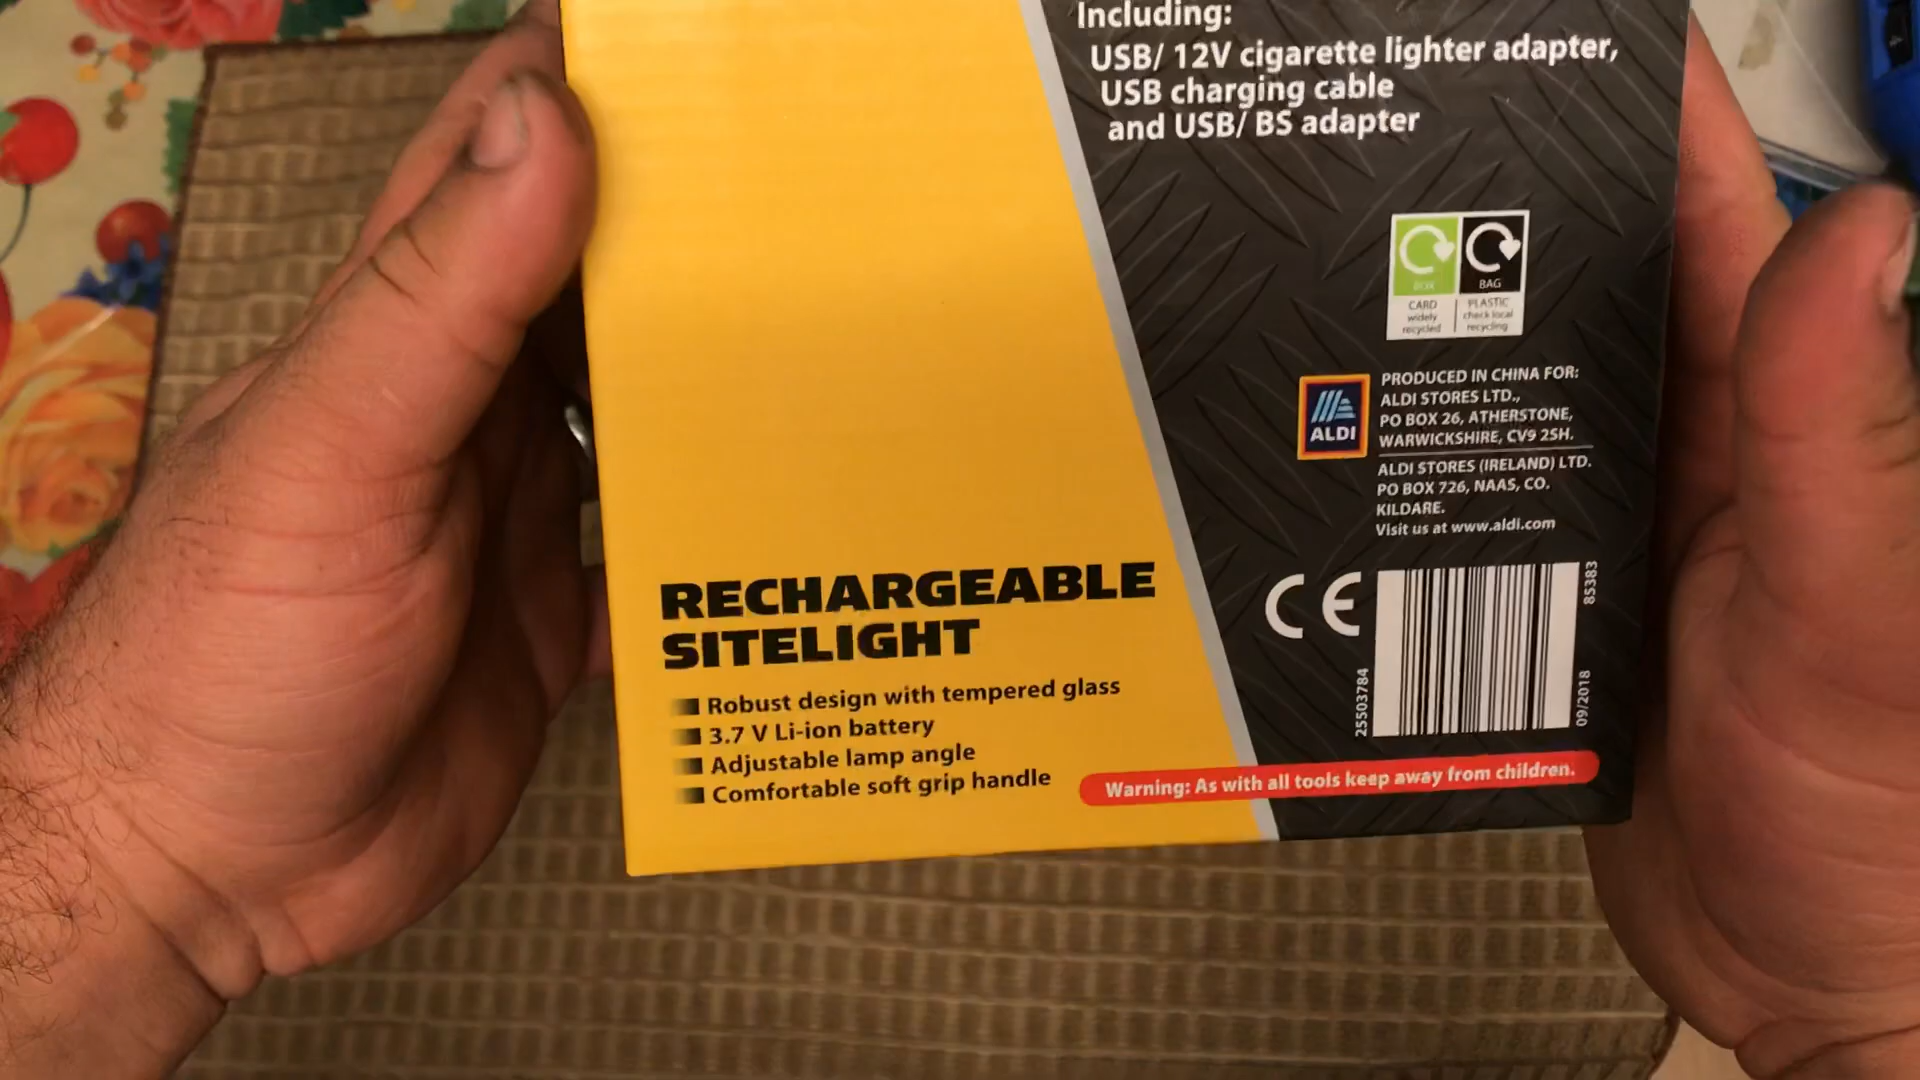 Including:
USB/ 12V cigarette lighter adapter,
USB charging cable
and USB/ BS adapter
BOX
BAG
CARD
widely
recycled
PLASTIC
check local
recycling
ALDI
PRODUCED IN CHINA FOR:
ALDI STORES LTD.,
PO BOX 26, ATHERSTONE,
WARWICKSHIRE, CV9 2SH.
ALDI STORES (IRELAND) LTD.
PO BOX 726, NAAS, CO.
KILDARE.
Visit us at www.aldi.com
RECHARGEABLE
SITELIGHT
Robust design with tempered glass
3.7 V Li-ion battery
Adjustable lamp angle
Comfortable soft grip handle
CE
25503784
85383
09/2018
Warning: As with all tools keep away from children.